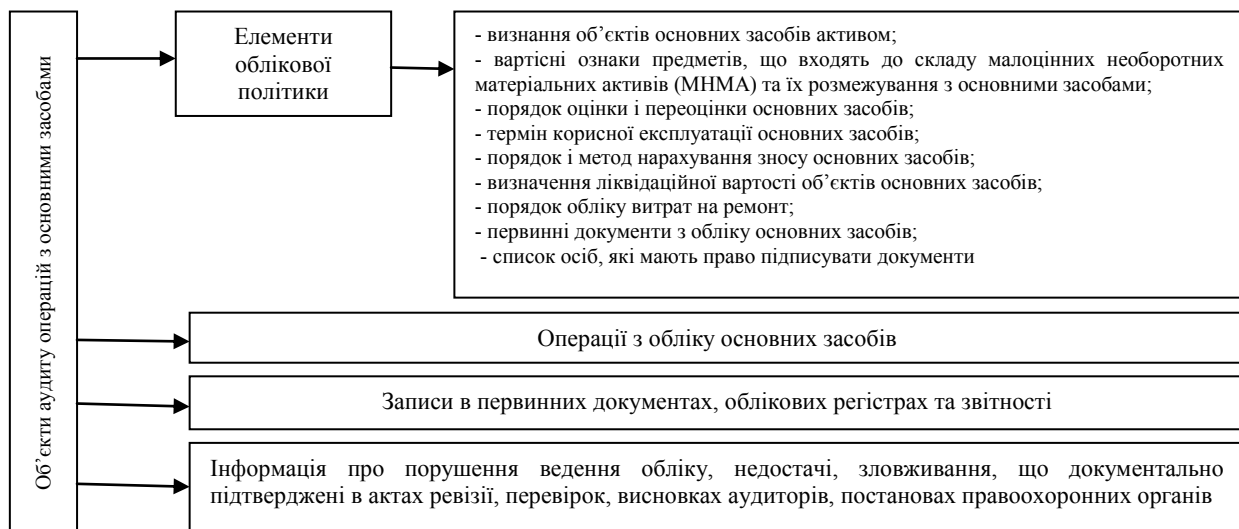 Об’єкти аудиту операцій з основними засобами
Елементи
облікової
політики
- визнання об’єктів основних засобів активом;
- вартісні ознаки предметів, що входять до складу малоцінних необоротних
матеріальних активів (МНМА) та їх розмежування з основними засобами;
- порядок оцінки і переоцінки основних засобів;
- термін корисної експлуатації основних засобів;
- порядок і метод нарахування зносу основних засобів;
- визначення ліквідаційної вартості об’єктів основних засобів;
- порядок обліку витрат на ремонт;
- первинні документи з обліку основних засобів;
- список осіб, які мають право підписувати документи
Операції з обліку основних засобів
Записи в первинних документах, облікових регістрах та звітності
Інформація про порушення ведення обліку, недостачі, зловживання, що документально
підтверджені в актах ревізії, перевірок, висновках аудиторів, постановах правоохоронних органів